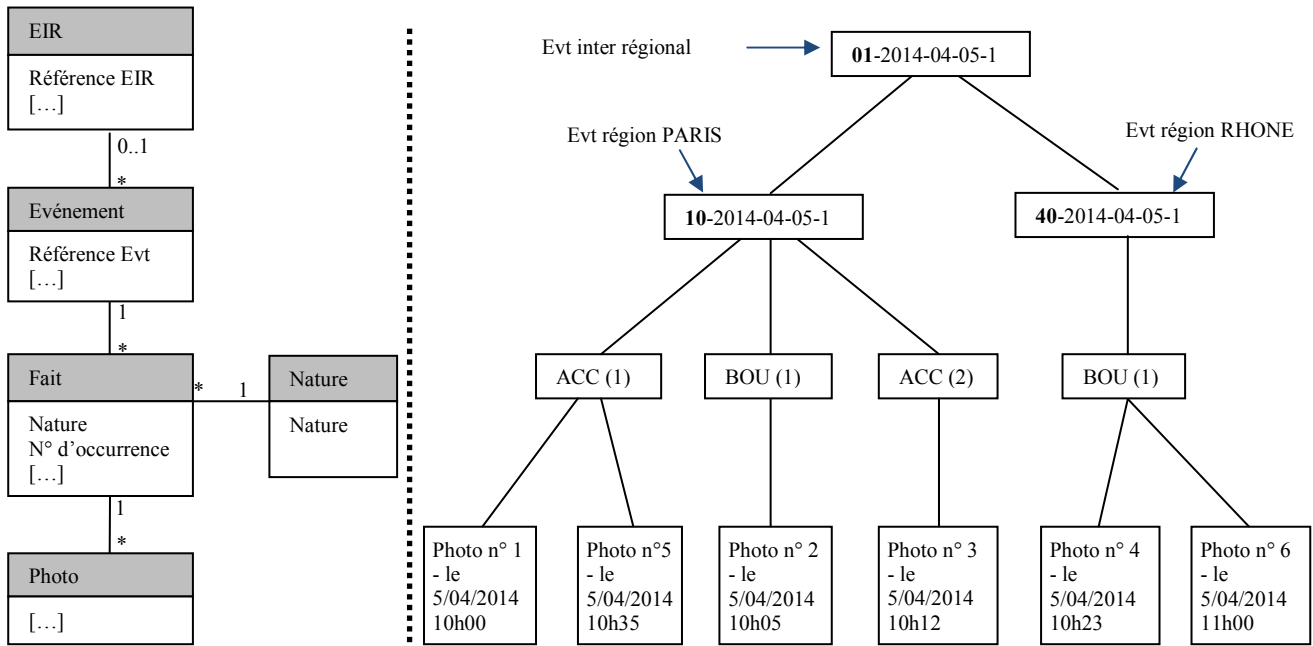 EIR
Référence EIR
[…]
0..1
*
Evénement
Référence Evt
[…]
1
*
Fait
Nature
N° d’occurrence
[…]
*
1
Nature
Nature
1
*
Photo
[…]
Evt inter régional
01-2014-04-05-1
Evt région PARIS
Evt région RHONE
10-2014-04-05-1
40-2014-04-05-1
ACC (1)
BOU (1)
ACC (2)
BOU (1)
Photo n° 1
- le
5/04/2014
10h00
Photo n°5
- le
5/04/2014
10h35
Photo n° 2
- le
5/04/2014
10h05
Photo n° 3
- le
5/04/2014
10h12
Photo n° 4
- le
5/04/2014
10h23
Photo n° 6
- le
5/04/2014
11h00